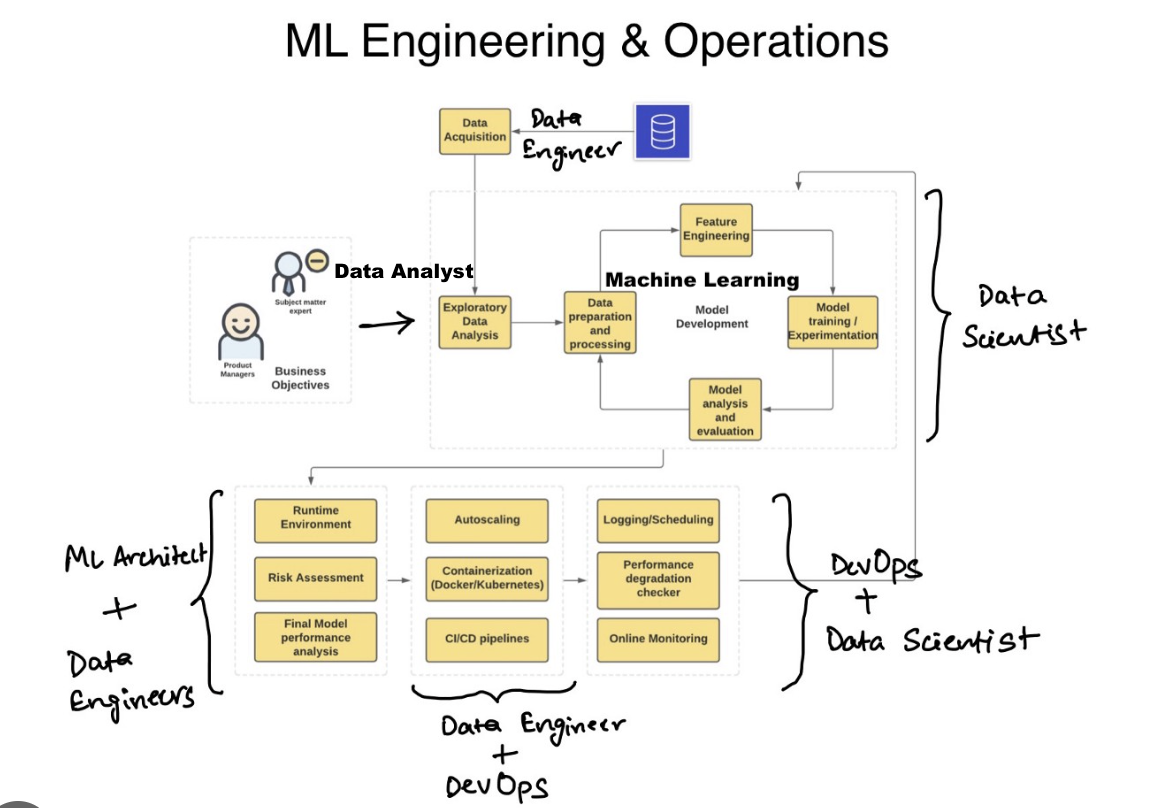 ML Engineering & Operations
Data
Acquisition
Data
Engineer
Subject matter
expert
Product
Managers
Business
Objectives
Data Analyst
Exploratory
Data
Analysis
Data
preparation
and
processing
Feature
Engineering
Machine Learning
Model
Development
Model
training /
Experimentation
Model
analysis
and
evaluation
Data
Scientist
ML Architect
+
Data
Engineers
Runtime
Environment
Risk Assessment
Final Model
performance
analysis
Autoscaling
Containerization
(Docker/Kubernetes)
CI/CD pipelines
Logging/Scheduling
Performance
degradation
checker
Online Monitoring
DevOps
+
Data Scientist
Data Engineer
+
DevOps